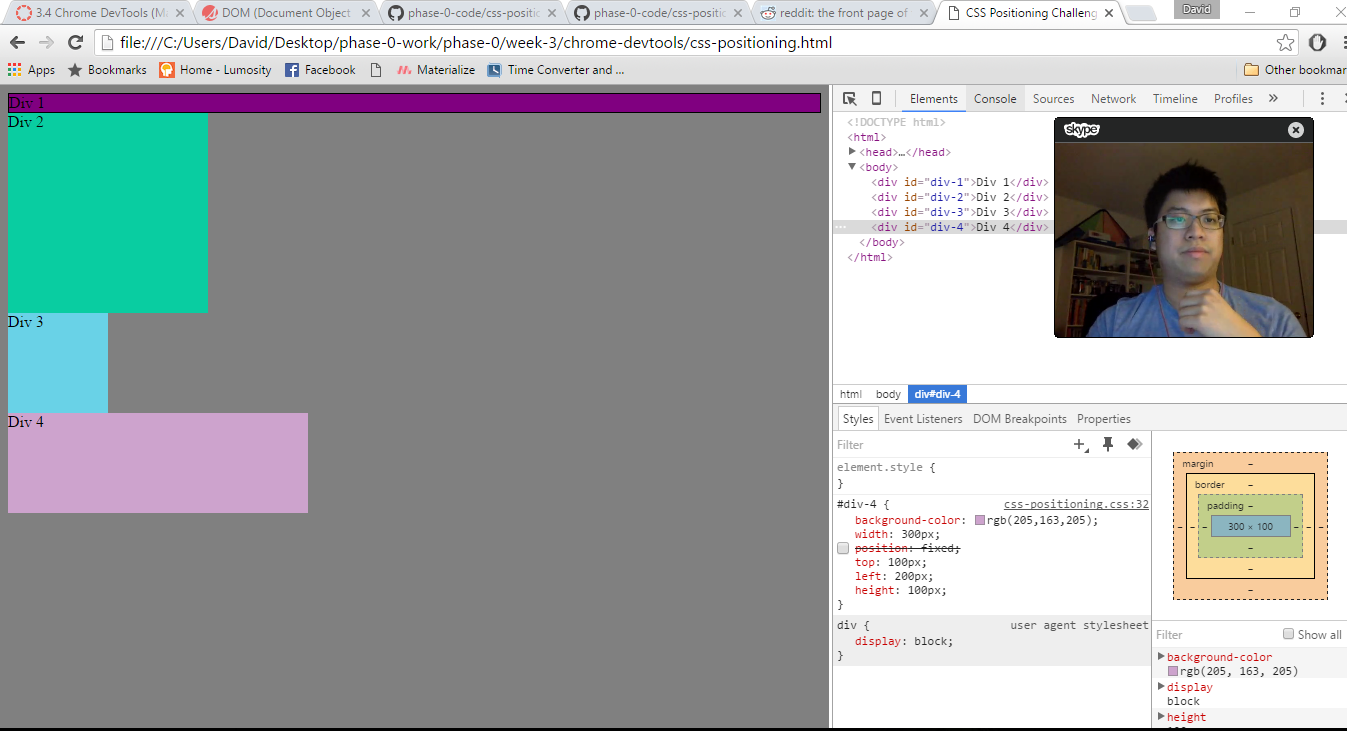 3.4 Chrome DevTools (Ma
DOM (Document Object
phase-0-code/css-positio
phase-0-code/css-positio
reddit: the front page of
CSS Positioning Challeng
David
file:///C:/Users/David/Desktop/phase-0-work/phase-0/week-3/chrome-devtools/css-positioning.html
Apps Bookmarks Home - Lumosity Facebook Materialize Time Converter and ... Other bookmar
Div 1
Div 2
Div 3
Div 4
Elements Console Sources Network Timeline Profiles »
<!DOCTYPE html>
<html>
<head>…</head>
<body>
<div id="div-1">Div 1</div>
<div id="div-2">Div 2</div>
<div id="div-3">Div 3</div>
<div id="div-4">Div 4</div>
</body>
</html>
skype
html body div#div-4
Styles Event Listeners DOM Breakpoints Properties
Filter
element.style {
}
#div-4 { css-positioning.css:32
background-color: rgb(205,163,205);
width: 300px;
position: fixed;
top: 100px;
left: 200px;
height: 100px;
}
div { user agent stylesheet
display: block;
}
margin –
border –
padding –
– – – 300 × 100 – – –
–
–
–
Filter Show all
background-color
rgb(205, 163, 205)
display
block
height